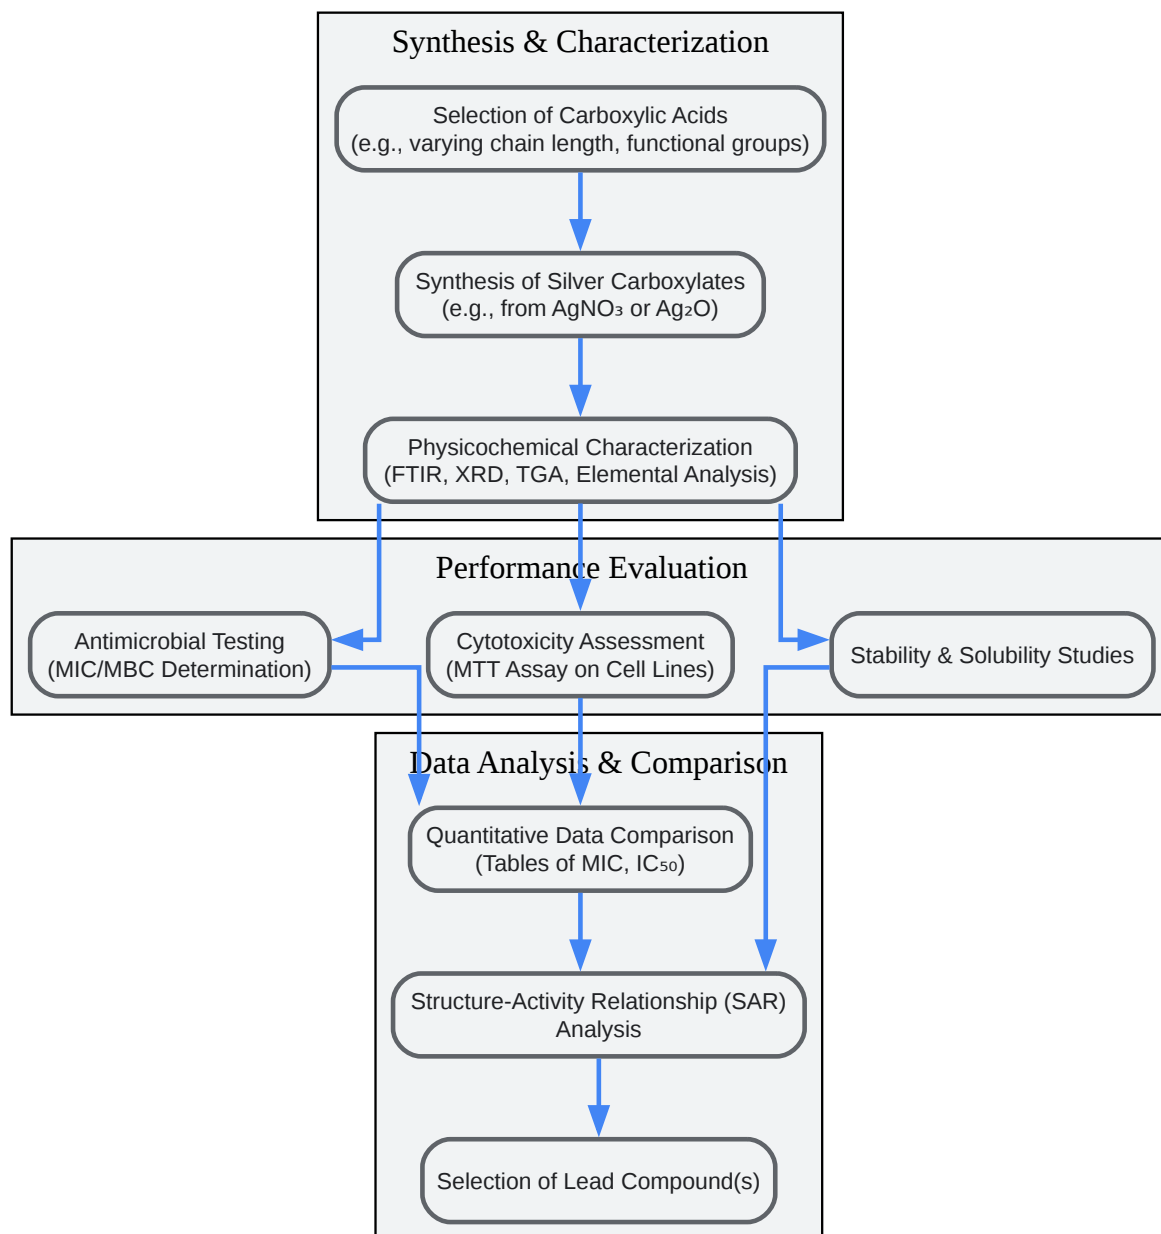 Synthesis & Characterization
Selection of Carboxylic Acids
(e.g., varying chain length, functional groups)
Synthesis of Silver Carboxylates
(e.g., from AgNO₃ or Ag₂O)
Physicochemical Characterization
(FTIR, XRD, TGA, Elemental Analysis)
Performance Evaluation
Antimicrobial Testing
(MIC/MBC Determination)
Cytotoxicity Assessment
(MTT Assay on Cell Lines)
Stability & Solubility Studies
Data Analysis & Comparison
Quantitative Data Comparison
(Tables of MIC, IC₅₀)
Structure-Activity Relationship (SAR)
Analysis
Selection of Lead Compound(s)